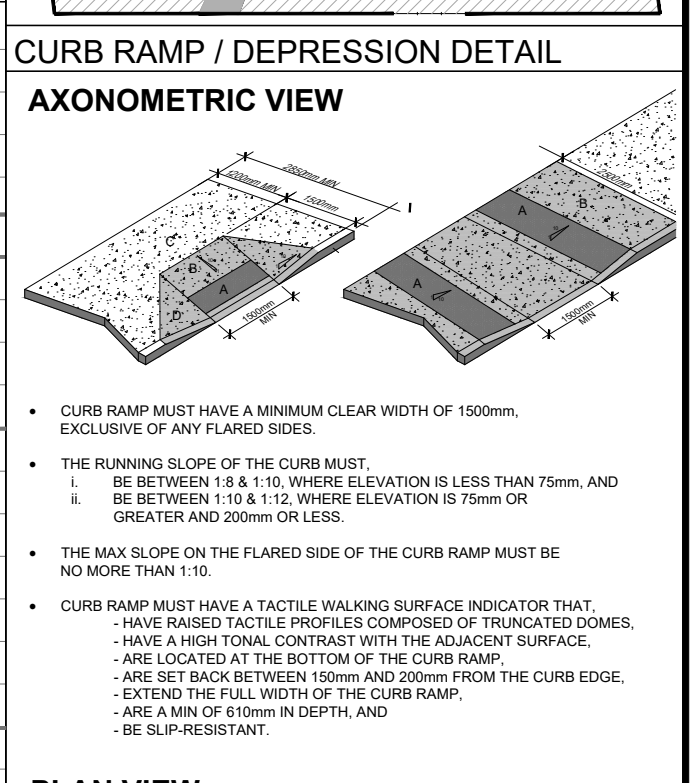 CURB RAMP / DEPRESSION DETAIL
AXONOMETRIC VIEW
2850mm MIN
1200mm MIN
1500mm
C
B
A
D
1500mm
MIN
1500mm
B
A
A
1500mm
MIN
• CURB RAMP MUST HAVE A MINIMUM CLEAR WIDTH OF 1500mm,
EXCLUSIVE OF ANY FLARED SIDES.
• THE RUNNING SLOPE OF THE CURB MUST,
i. BE BETWEEN 1:8 & 1:10, WHERE ELEVATION IS LESS THAN 75mm, AND
ii. BE BETWEEN 1:10 & 1:12, WHERE ELEVATION IS 75mm OR
GREATER AND 200mm OR LESS.
• THE MAX SLOPE ON THE FLARED SIDE OF THE CURB RAMP MUST BE
NO MORE THAN 1:10.
• CURB RAMP MUST HAVE A TACTILE WALKING SURFACE INDICATOR THAT,
- HAVE RAISED TACTILE PROFILES COMPOSED OF TRUNCATED DOMES,
- HAVE A HIGH TONAL CONTRAST WITH THE ADJACENT SURFACE,
- ARE LOCATED AT THE BOTTOM OF THE CURB RAMP,
- ARE SET BACK BETWEEN 150mm AND 200mm FROM THE CURB EDGE,
- EXTEND THE FULL WIDTH OF THE CURB RAMP,
- ARE A MIN OF 610mm IN DEPTH, AND
- BE SLIP-RESISTANT.
PLAN VIEW